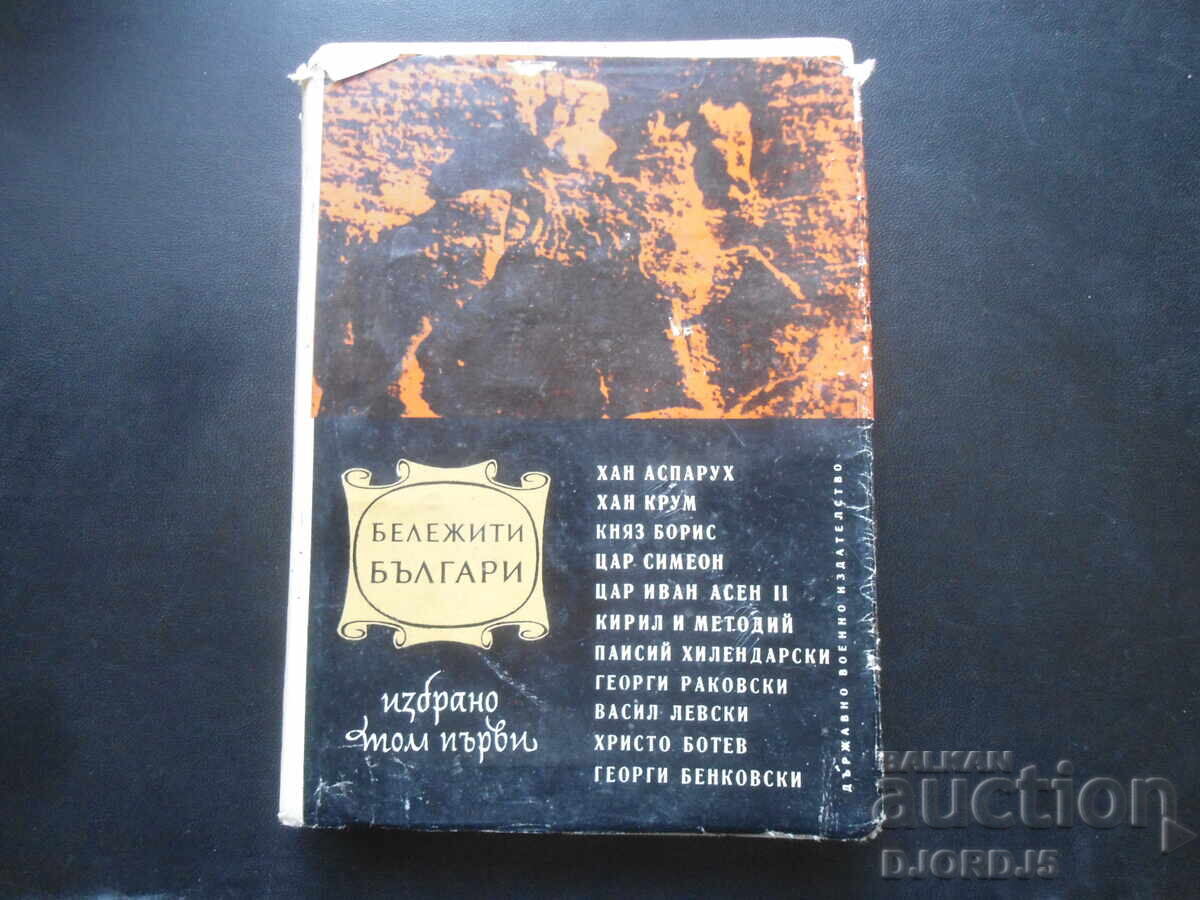 БЕЛЕЖИТИ
БЪЛГАРИ
избрано
том първи
ХАН АСПАРУХ
ХАН КРУМ
КНЯЗ БОРИС
ЦАР СИМЕОН
ЦАР ИВАН АСЕН II
КИРИЛ И МЕТОДИЙ
ПАИСИЙ ХИЛЕНДАРСКИ
ГЕОРГИ РАКОВСКИ
ВАСИЛ ЛЕВСКИ
ХРИСТО БОТЕВ
ГЕОРГИ БЕНКОВСКИ
ДЪРЖАВНО ВОЕННО ИЗДАТЕЛСТВО
BALKAN
auction
DJORDJ5